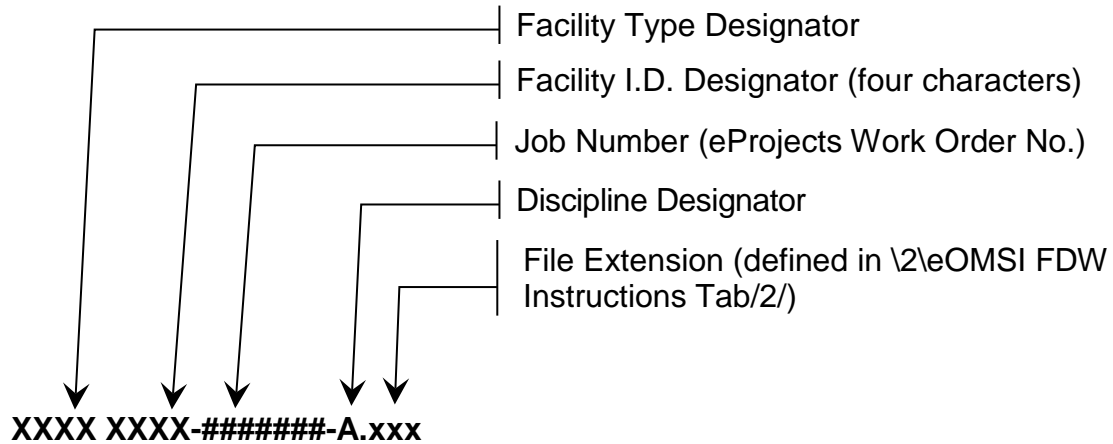 Facility Type Designator
Facility I.D. Designator (four characters)
Job Number (eProjects Work Order No.)
Discipline Designator
File Extension (defined in \2\eOMSI FDW
Instructions Tab/2/)
XXXX XXXX-#######-A.xxx